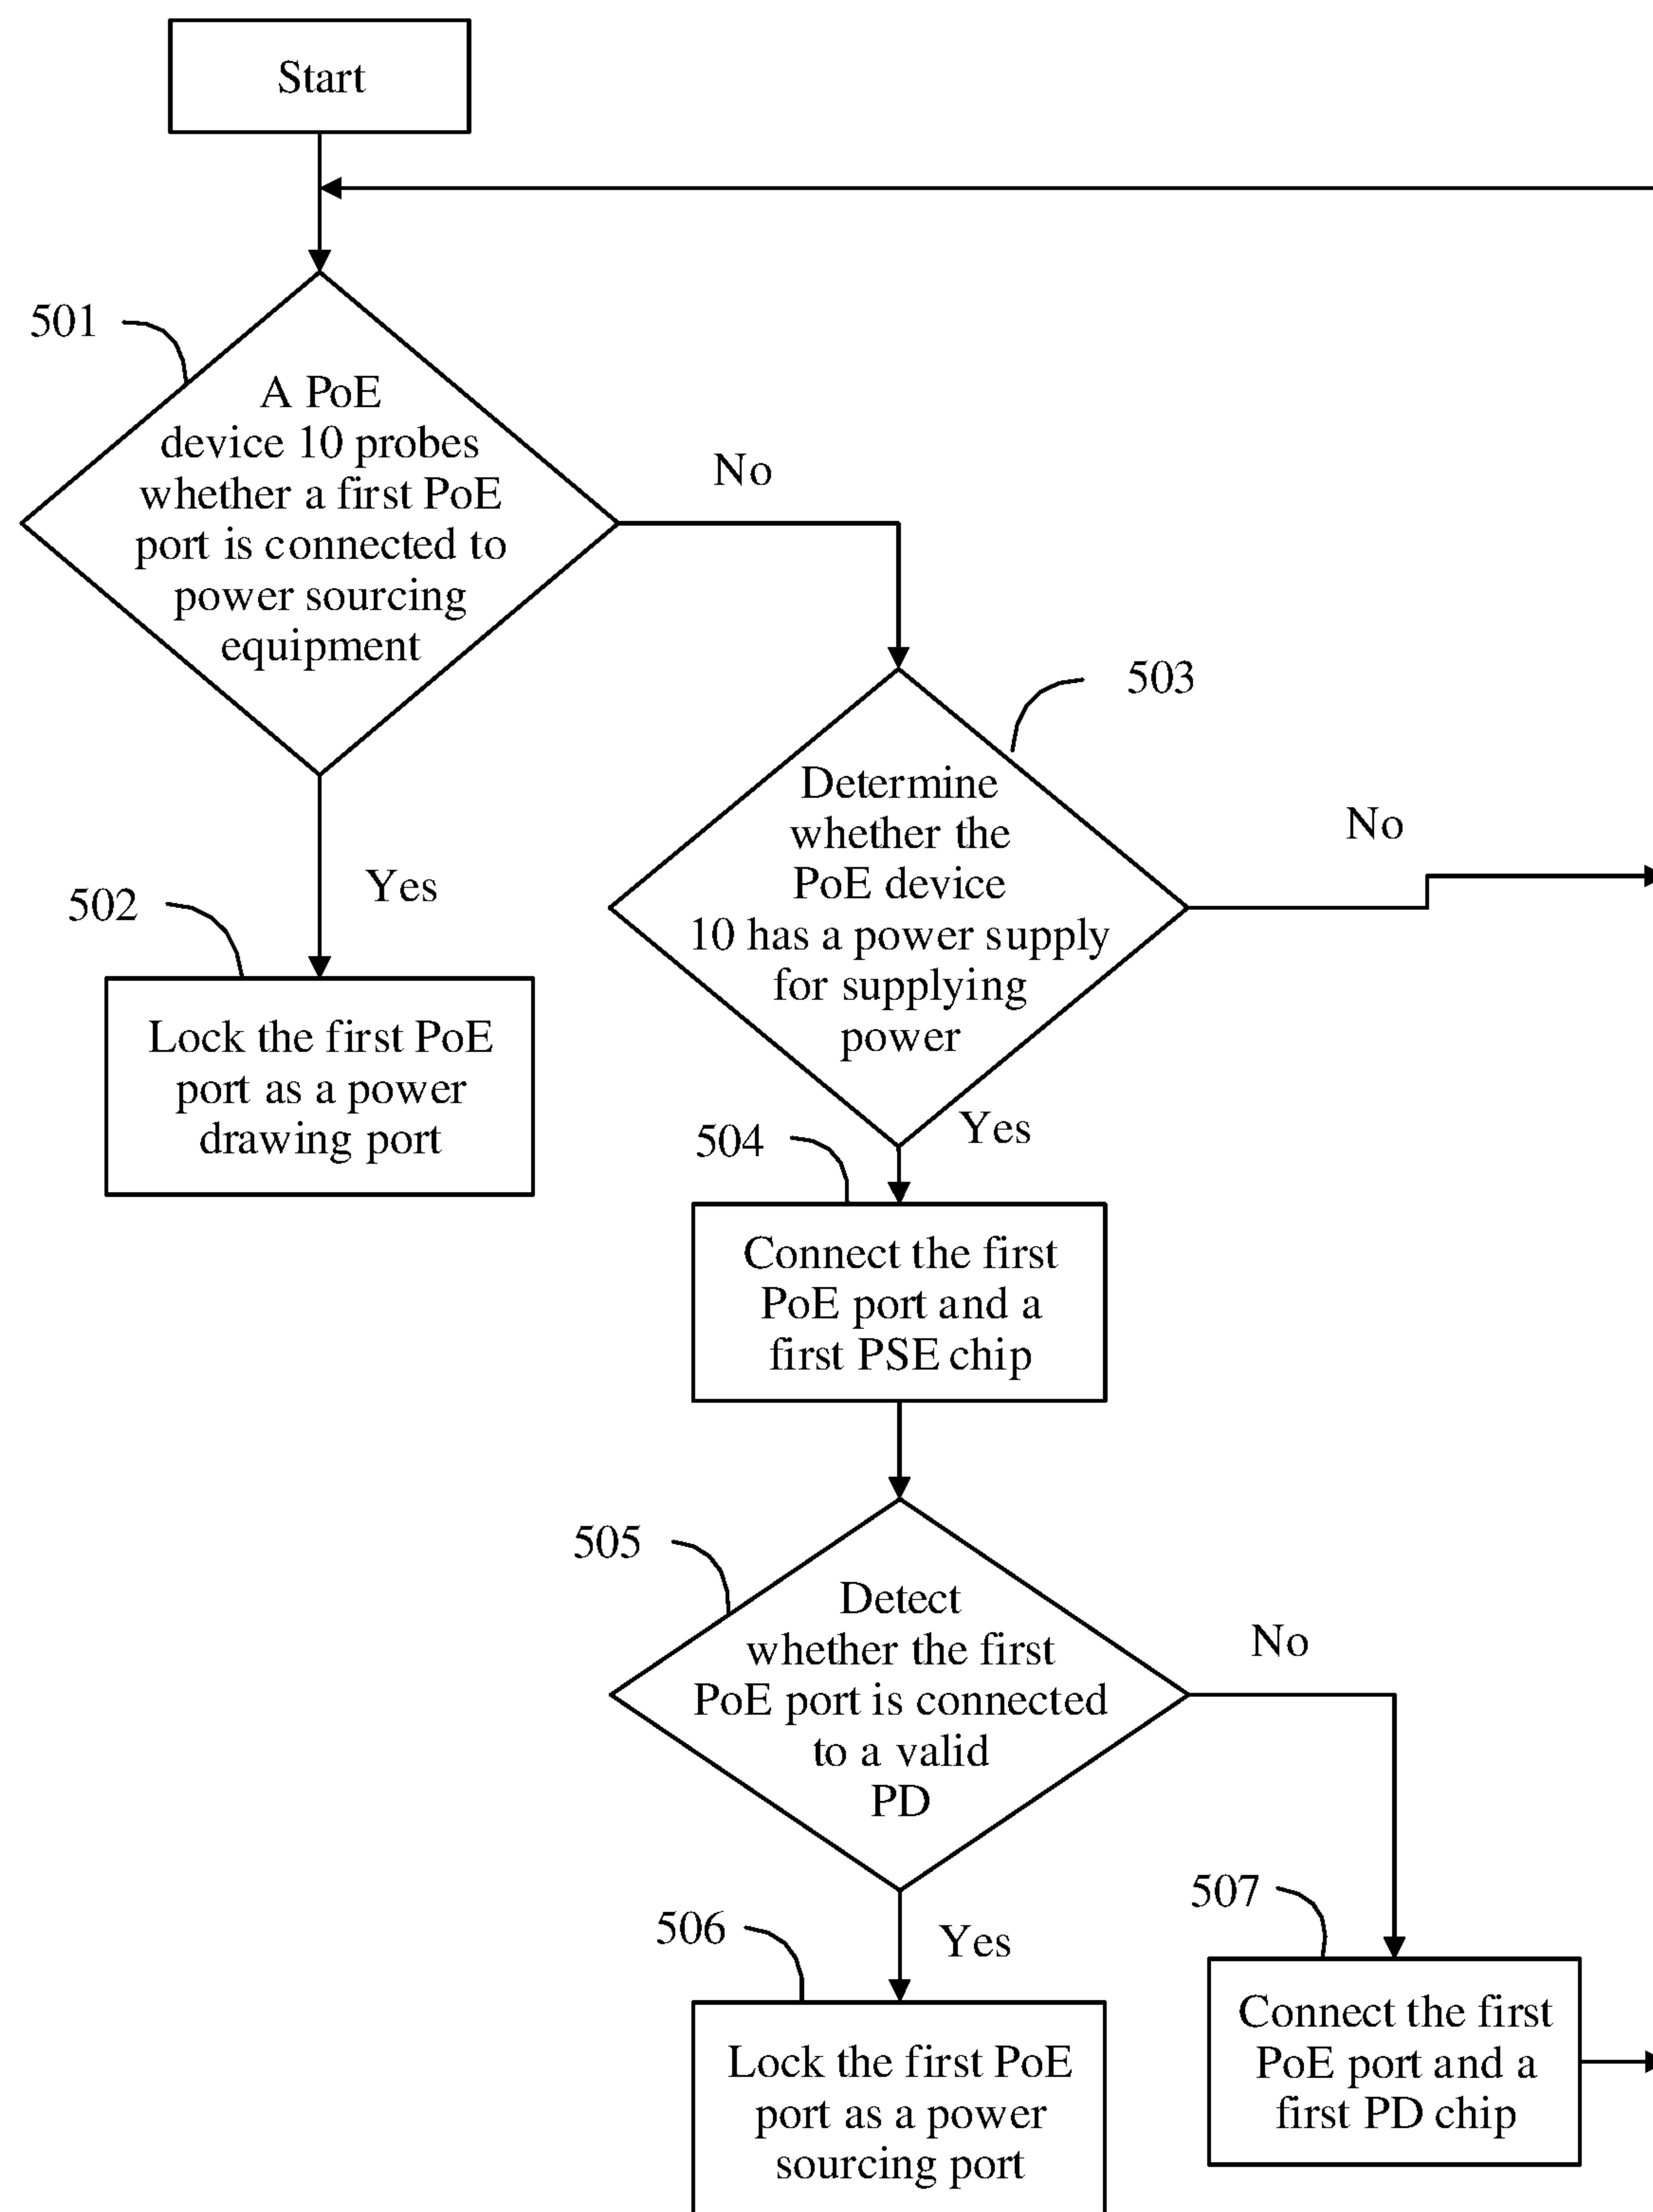 Start
501
A PoE
device 10 probes
whether a first PoE
port is connected to
power sourcing
equipment
No
503
Determine
whether the
PoE device
10 has a power supply
for supplying
power
No
Yes
502
Lock the first PoE
port as a power
drawing port
Yes
504
Connect the first
PoE port and a
first PSE chip
505
Detect
whether the first
PoE port is connected
to a valid
PD
No
507
506
Yes
Connect the first
PoE port and a
first PD chip
Lock the first PoE
port as a power
sourcing port